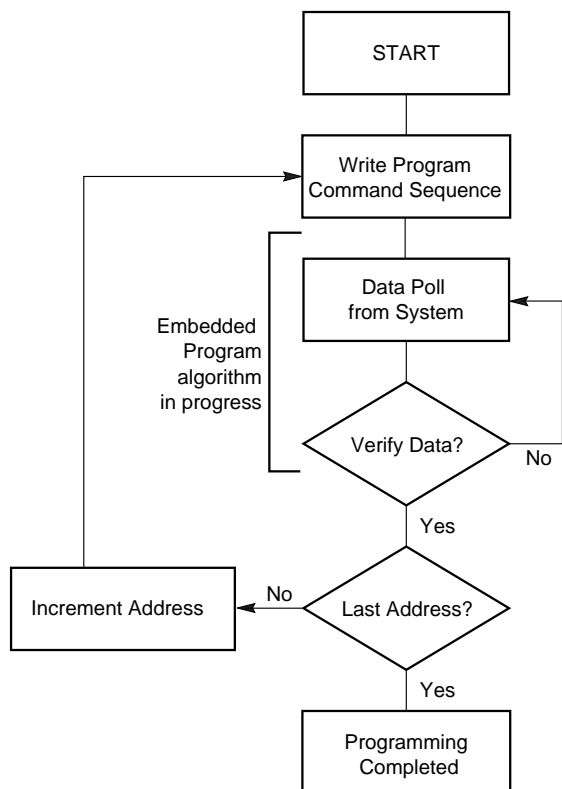 START
Write Program
Command Sequence
Data Poll
from System
Embedded
Program
algorithm
in progress
Verify Data?
No
Yes
Last Address?
No
Increment Address
Yes
Programming
Completed